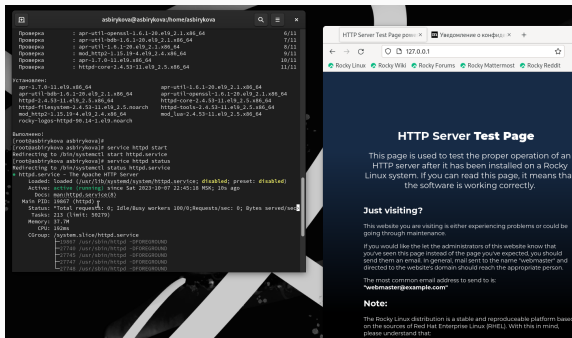 asbirykova@asbirykova:/home/asbirykova
Проверка : apr-util-openssl-1.6.1-20.el9_2.1.x86_64 6/11
Проверка : apr-util-bdb-1.6.1-20.el9_2.1.x86_64 7/11
Проверка : apr-util-1.6.1-20.el9_2.1.x86_64 8/11
Проверка : mod_http2-1.15.19-4.el9_2.4.x86_64 9/11
Проверка : apr-1.7.0-11.el9.x86_64 10/11
Проверка : httpd-core-2.4.53-11.el9_2.5.x86_64 11/11
Установлен:
apr-1.7.0-11.el9.x86_64 apr-util-1.6.1-20.el9_2.1.x86_64
apr-util-bdb-1.6.1-20.el9_2.1.x86_64 apr-util-openssl-1.6.1-20.el9_2.1.x86_64
httpd-2.4.53-11.el9_2.5.x86_64 httpd-core-2.4.53-11.el9_2.5.x86_64
httpd-filesystem-2.4.53-11.el9_2.5.noarch httpd-tools-2.4.53-11.el9_2.5.x86_64
mod_http2-1.15.19-4.el9_2.4.x86_64 mod_lua-2.4.53-11.el9_2.5.x86_64
rocky-logos-httpd-90.14-1.el9.noarch
Выполнено!
[root@asbirykova asbirykova]#
[root@asbirykova asbirykova]# service httpd start
Redirecting to /bin/systemctl start httpd.service
[root@asbirykova asbirykova]# service httpd status
Redirecting to /bin/systemctl status httpd.service
● httpd.service - The Apache HTTP Server
Loaded: loaded (/usr/lib/systemd/system/httpd.service; disabled; preset: disabled)
Active: active (running) since Sat 2023-10-07 22:45:18 MSK; 10s ago
Docs: man:httpd.service(8)
Main PID: 19867 (httpd)
Status: "Total requests: 0; Idle/Busy workers 100/0;Requests/sec: 0; Bytes served/sec
Tasks: 213 (limit: 50279)
Memory: 37.7M
CPU: 192ms
CGroup: /system.slice/httpd.service
├─19867 /usr/sbin/httpd -DFOREGROUND
├─27740 /usr/sbin/httpd -DFOREGROUND
├─27745 /usr/sbin/httpd -DFOREGROUND
├─27747 /usr/sbin/httpd -DFOREGROUND
└─27748 /usr/sbin/httpd -DFOREGROUND
HTTP Server Test Page powe × Уведомление о конфиде × +
127.0.0.1
Rocky Linux Rocky Wiki Rocky Forums Rocky Mattermost Rocky Reddit
HTTP Server Test Page
This page is used to test the proper operation of an
HTTP server after it has been installed on a Rocky
Linux system. If you can read this page, it means tha
the software is working correctly.
Just visiting?
This website you are visiting is either experiencing problems or could be
going through maintenance.
If you would like the let the administrators of this website know that
you've seen this page instead of the page you've expected, you should
send them an email. In general, mail sent to the name "webmaster" and
directed to the website's domain should reach the appropriate person.
The most common email address to send to is:
"webmaster@example.com"
Note:
The Rocky Linux distribution is a stable and reproduceable platform based
on the sources of Red Hat Enterprise Linux (RHEL). With this in mind,
please understand that: